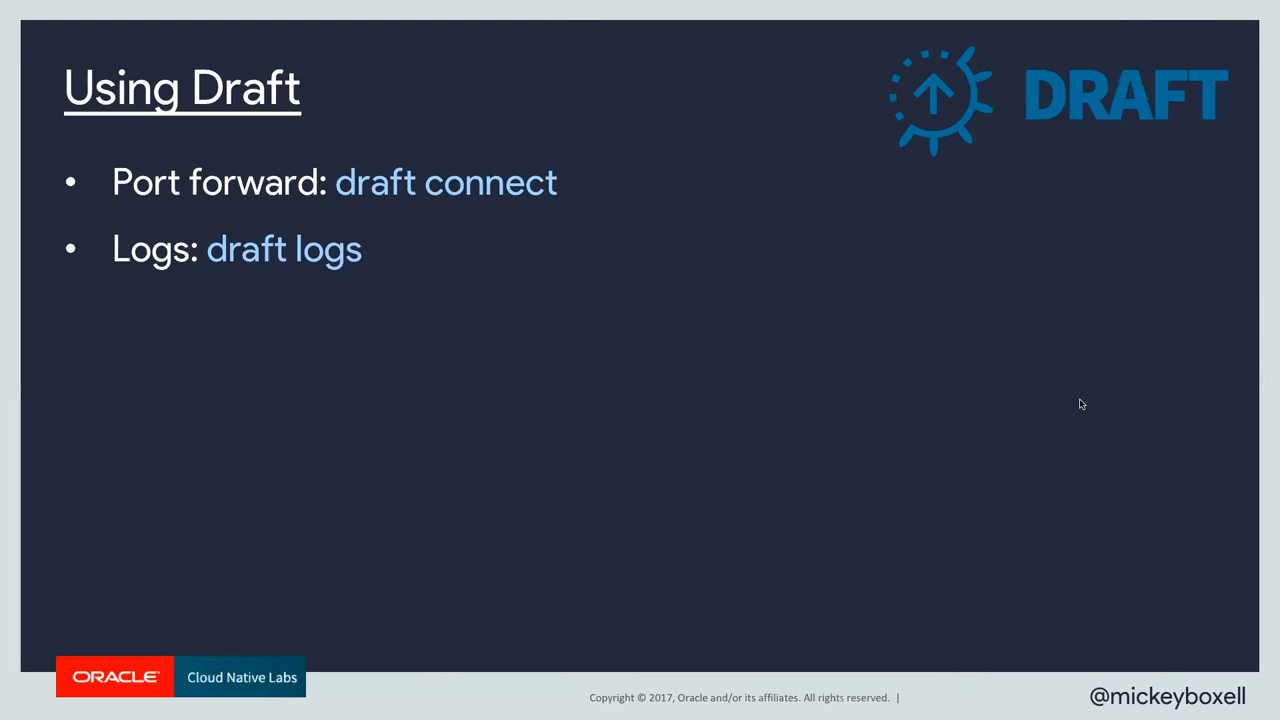 Using Draft
DRAFT
• Port forward: draft connect
• Logs: draft logs
ORACLE Cloud Native Labs
Copyright © 2017, Oracle and/or its affiliates. All rights reserved. |
@mickeyboxell